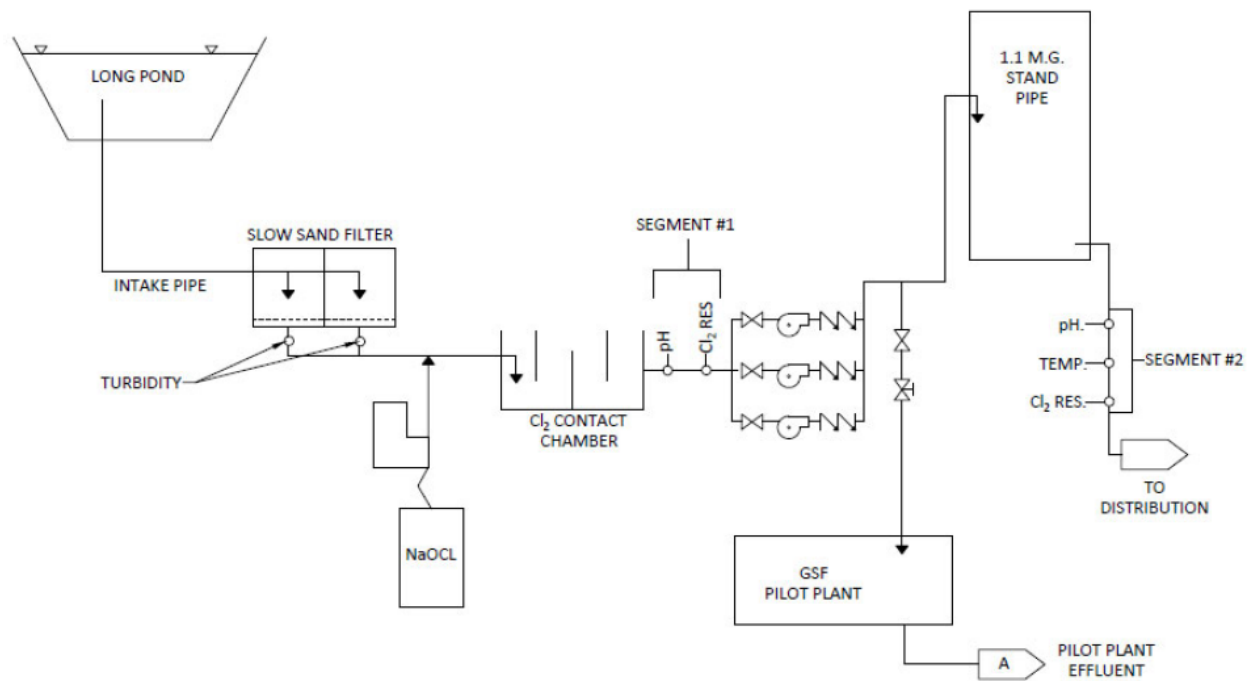 LONG POND
1.1 M.G.
STAND
PIPE
SLOW SAND FILTER
INTAKE PIPE
TURBIDITY
SEGMENT #1
pH
Cl₂ RES
Cl₂ CONTACT
CHAMBER
NaOCL
pH.
TEMP.
Cl₂ RES.
SEGMENT #2
TO
DISTRIBUTION
GSF
PILOT PLANT
A
PILOT PLANT
EFFLUENT